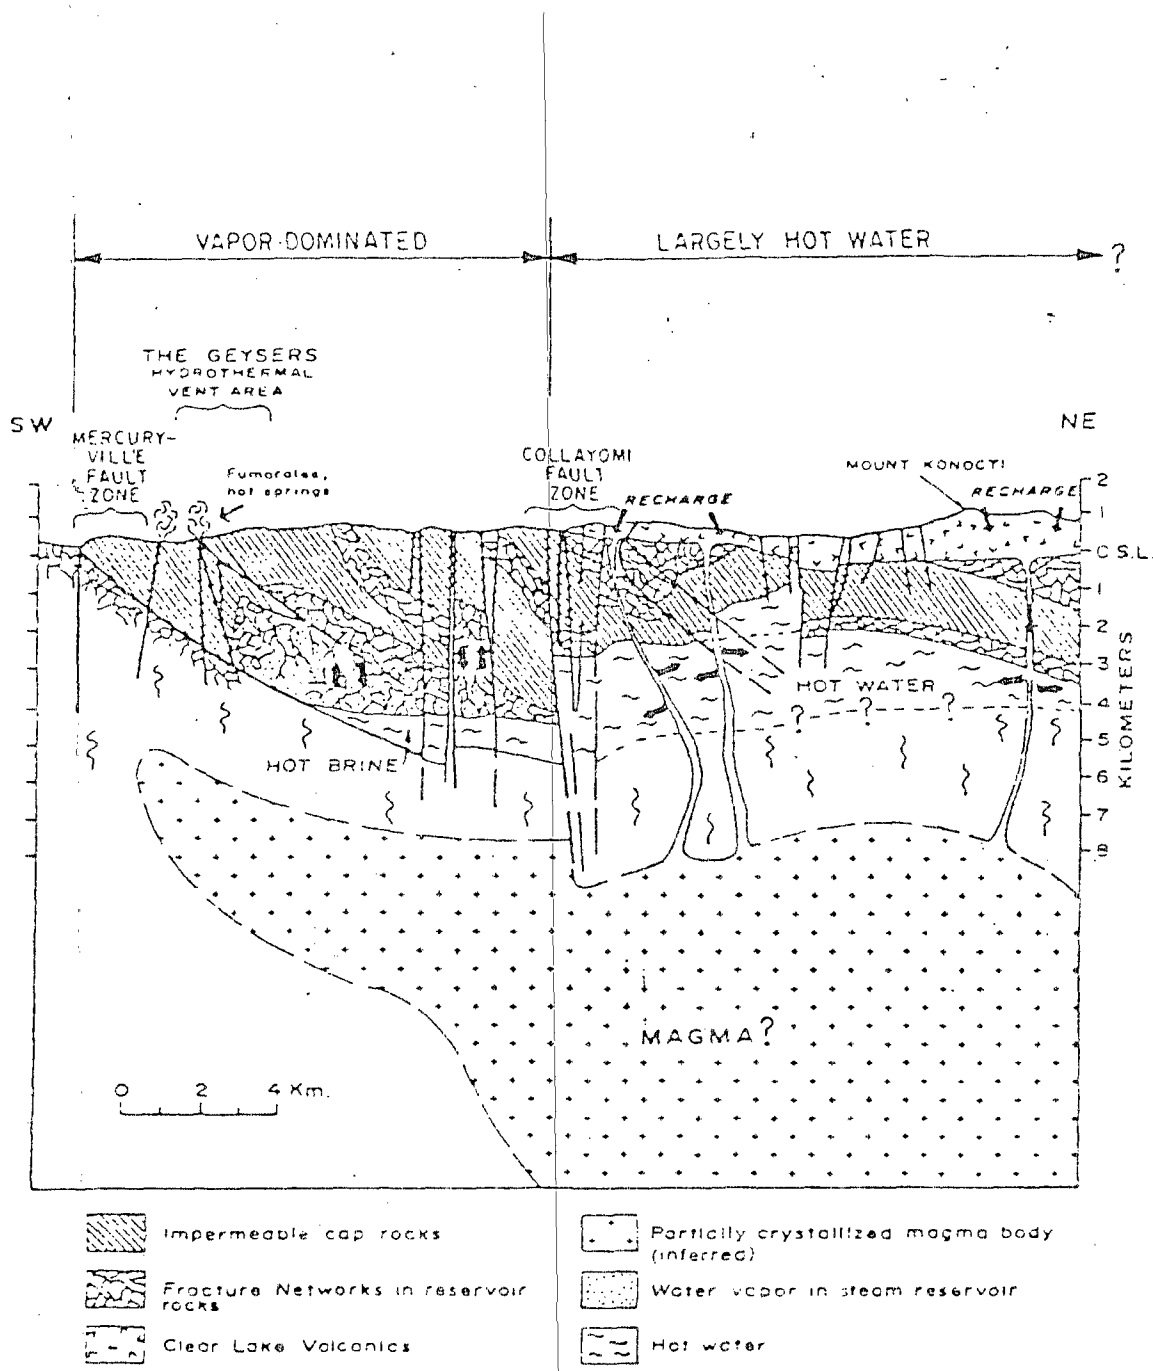 VAPOR-DOMINATED
LARGELY HOT WATER
?
THE GEYSERS
HYDROTHERMAL
VENT AREA
SW
NE
MERCURY-
VILLE
FAULT
ZONE
Fumaroles,
hot springs
COLLAYOMI
FAULT
ZONE
RECHARGE
MOUNT KONOCTI
RECHARGE
2
1
0 S.L.
1
2
3
4
5
6
7
8
KILOMETERS
HOT WATER
? ? ?
HOT BRINE
MAGMA?
0 2 4 Km.
Impermeable cap rocks
Fracture Networks in reservoir
rocks
Clear Lake Volcanics
Partially crystallized magma body
(inferred)
Water vapor in steam reservoir
Hot water